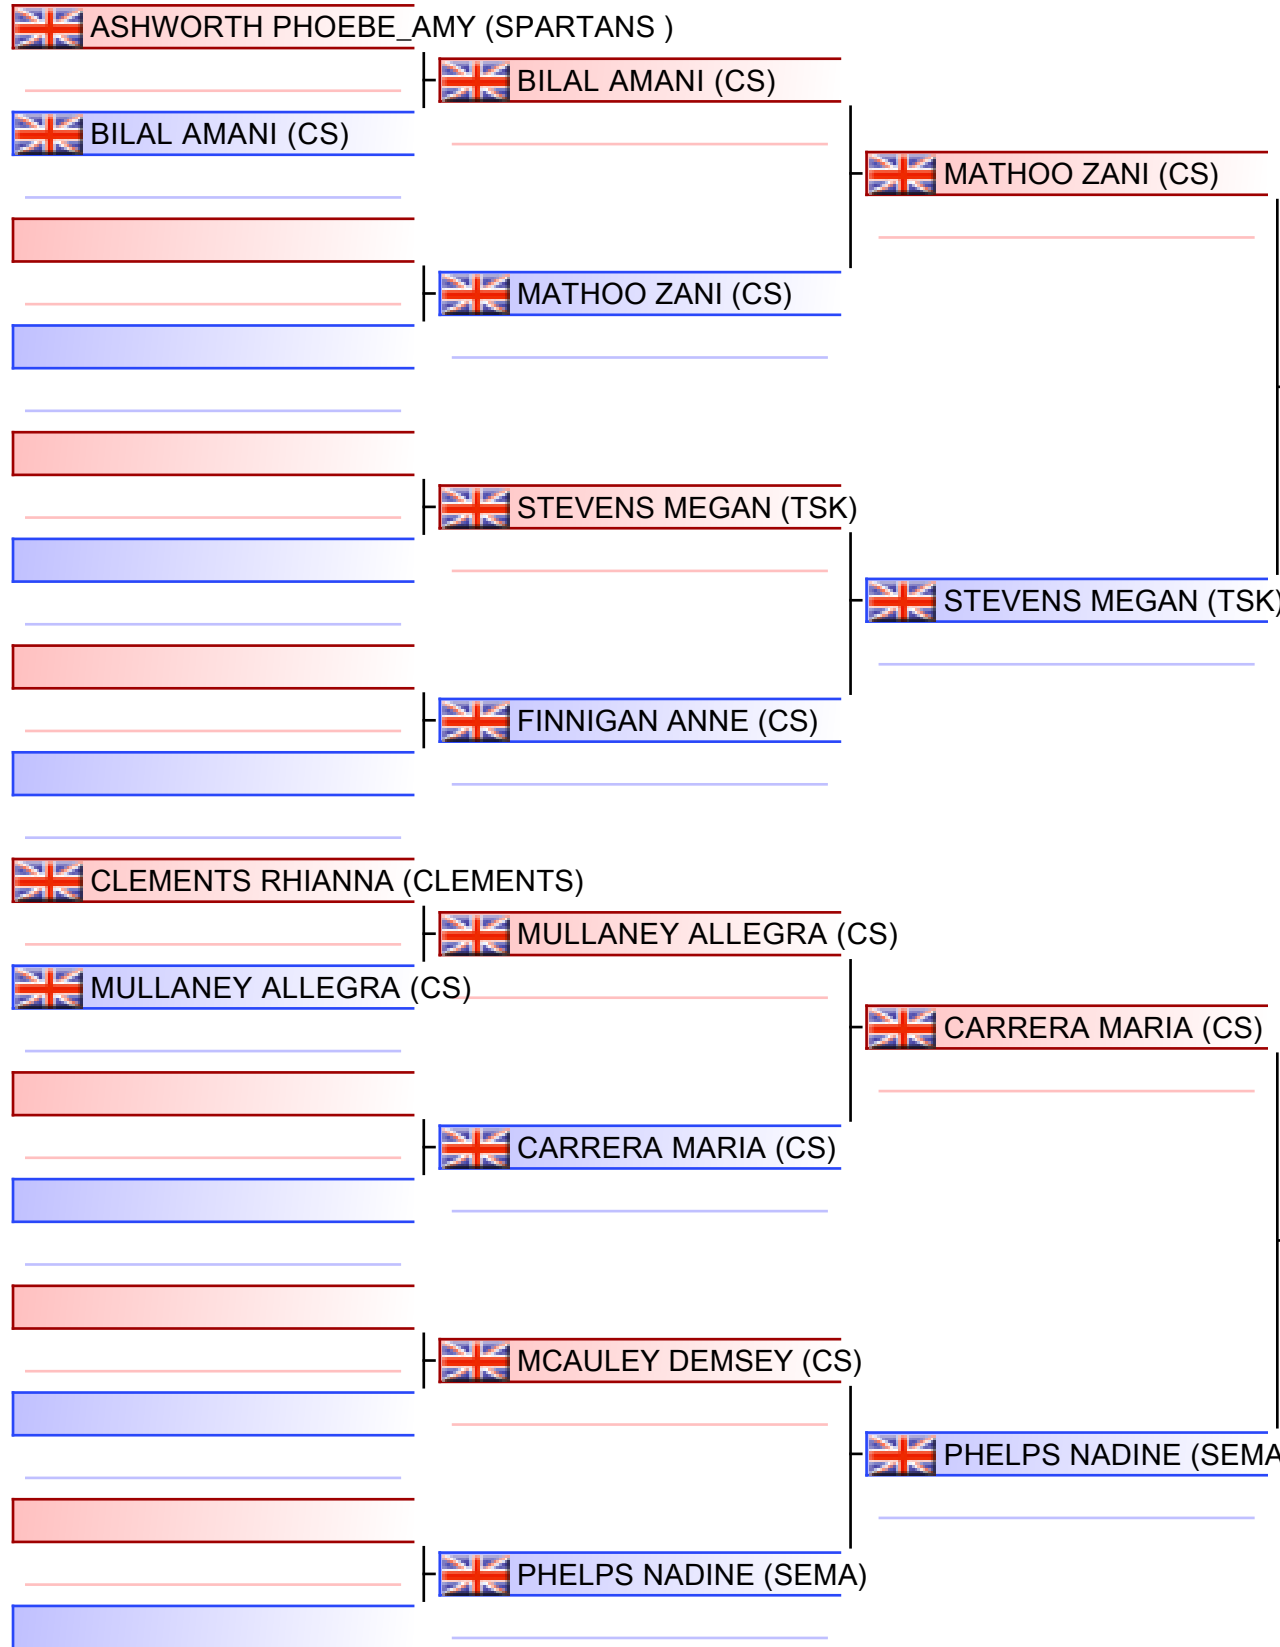 ASHWORTH PHOEBE_AMY (SPARTANS )
BILAL AMANI (CS)
BILAL AMANI (CS)
MATHOO ZANI (CS)
MATHOO ZANI (CS)
STEVENS MEGAN (TSK)
STEVENS MEGAN (TSK)
FINNIGAN ANNE (CS)
CLEMENTS RHIANNA (CLEMENTS)
MULLANEY ALLEGRA (CS)
MULLANEY ALLEGRA (CS)
CARRERA MARIA (CS)
CARRERA MARIA (CS)
MCAULEY DEMSEY (CS)
PHELPS NADINE (SEMA
PHELPS NADINE (SEMA)